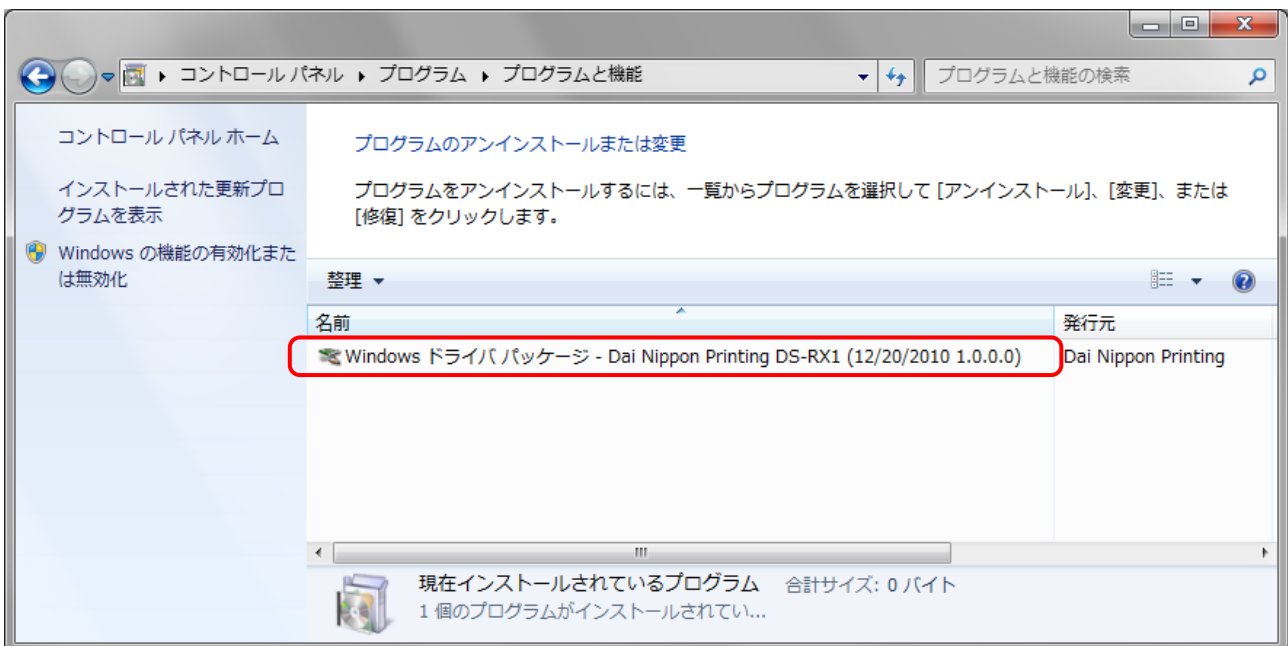 コントロール パネル ▸ プログラム ▸ プログラムと機能
プログラムと機能の検索
コントロール パネル ホーム
インストールされた更新プロ
グラムを表示
Windows の機能の有効化また
は無効化
プログラムのアンインストールまたは変更
プログラムをアンインストールするには、一覧からプログラムを選択して [アンインストール]、[変更]、または
[修復] をクリックします。
整理
名前
発行元
Windows ドライバ パッケージ - Dai Nippon Printing DS-RX1 (12/20/2010 1.0.0.0)
Dai Nippon Printing
現在インストールされているプログラム 合計サイズ: 0 バイト
1 個のプログラムがインストールされてい...